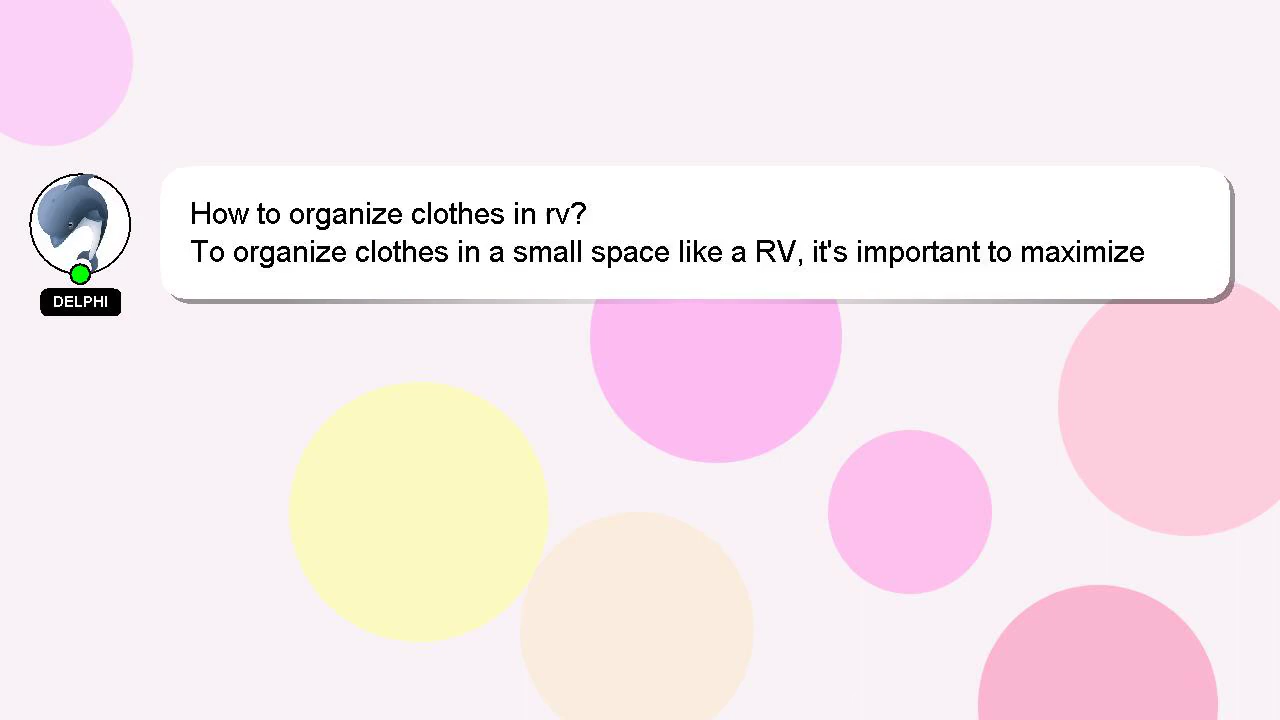 How to organize clothes in rv?
To organize clothes in a small space like a RV, it's important to maximize
DELPHI